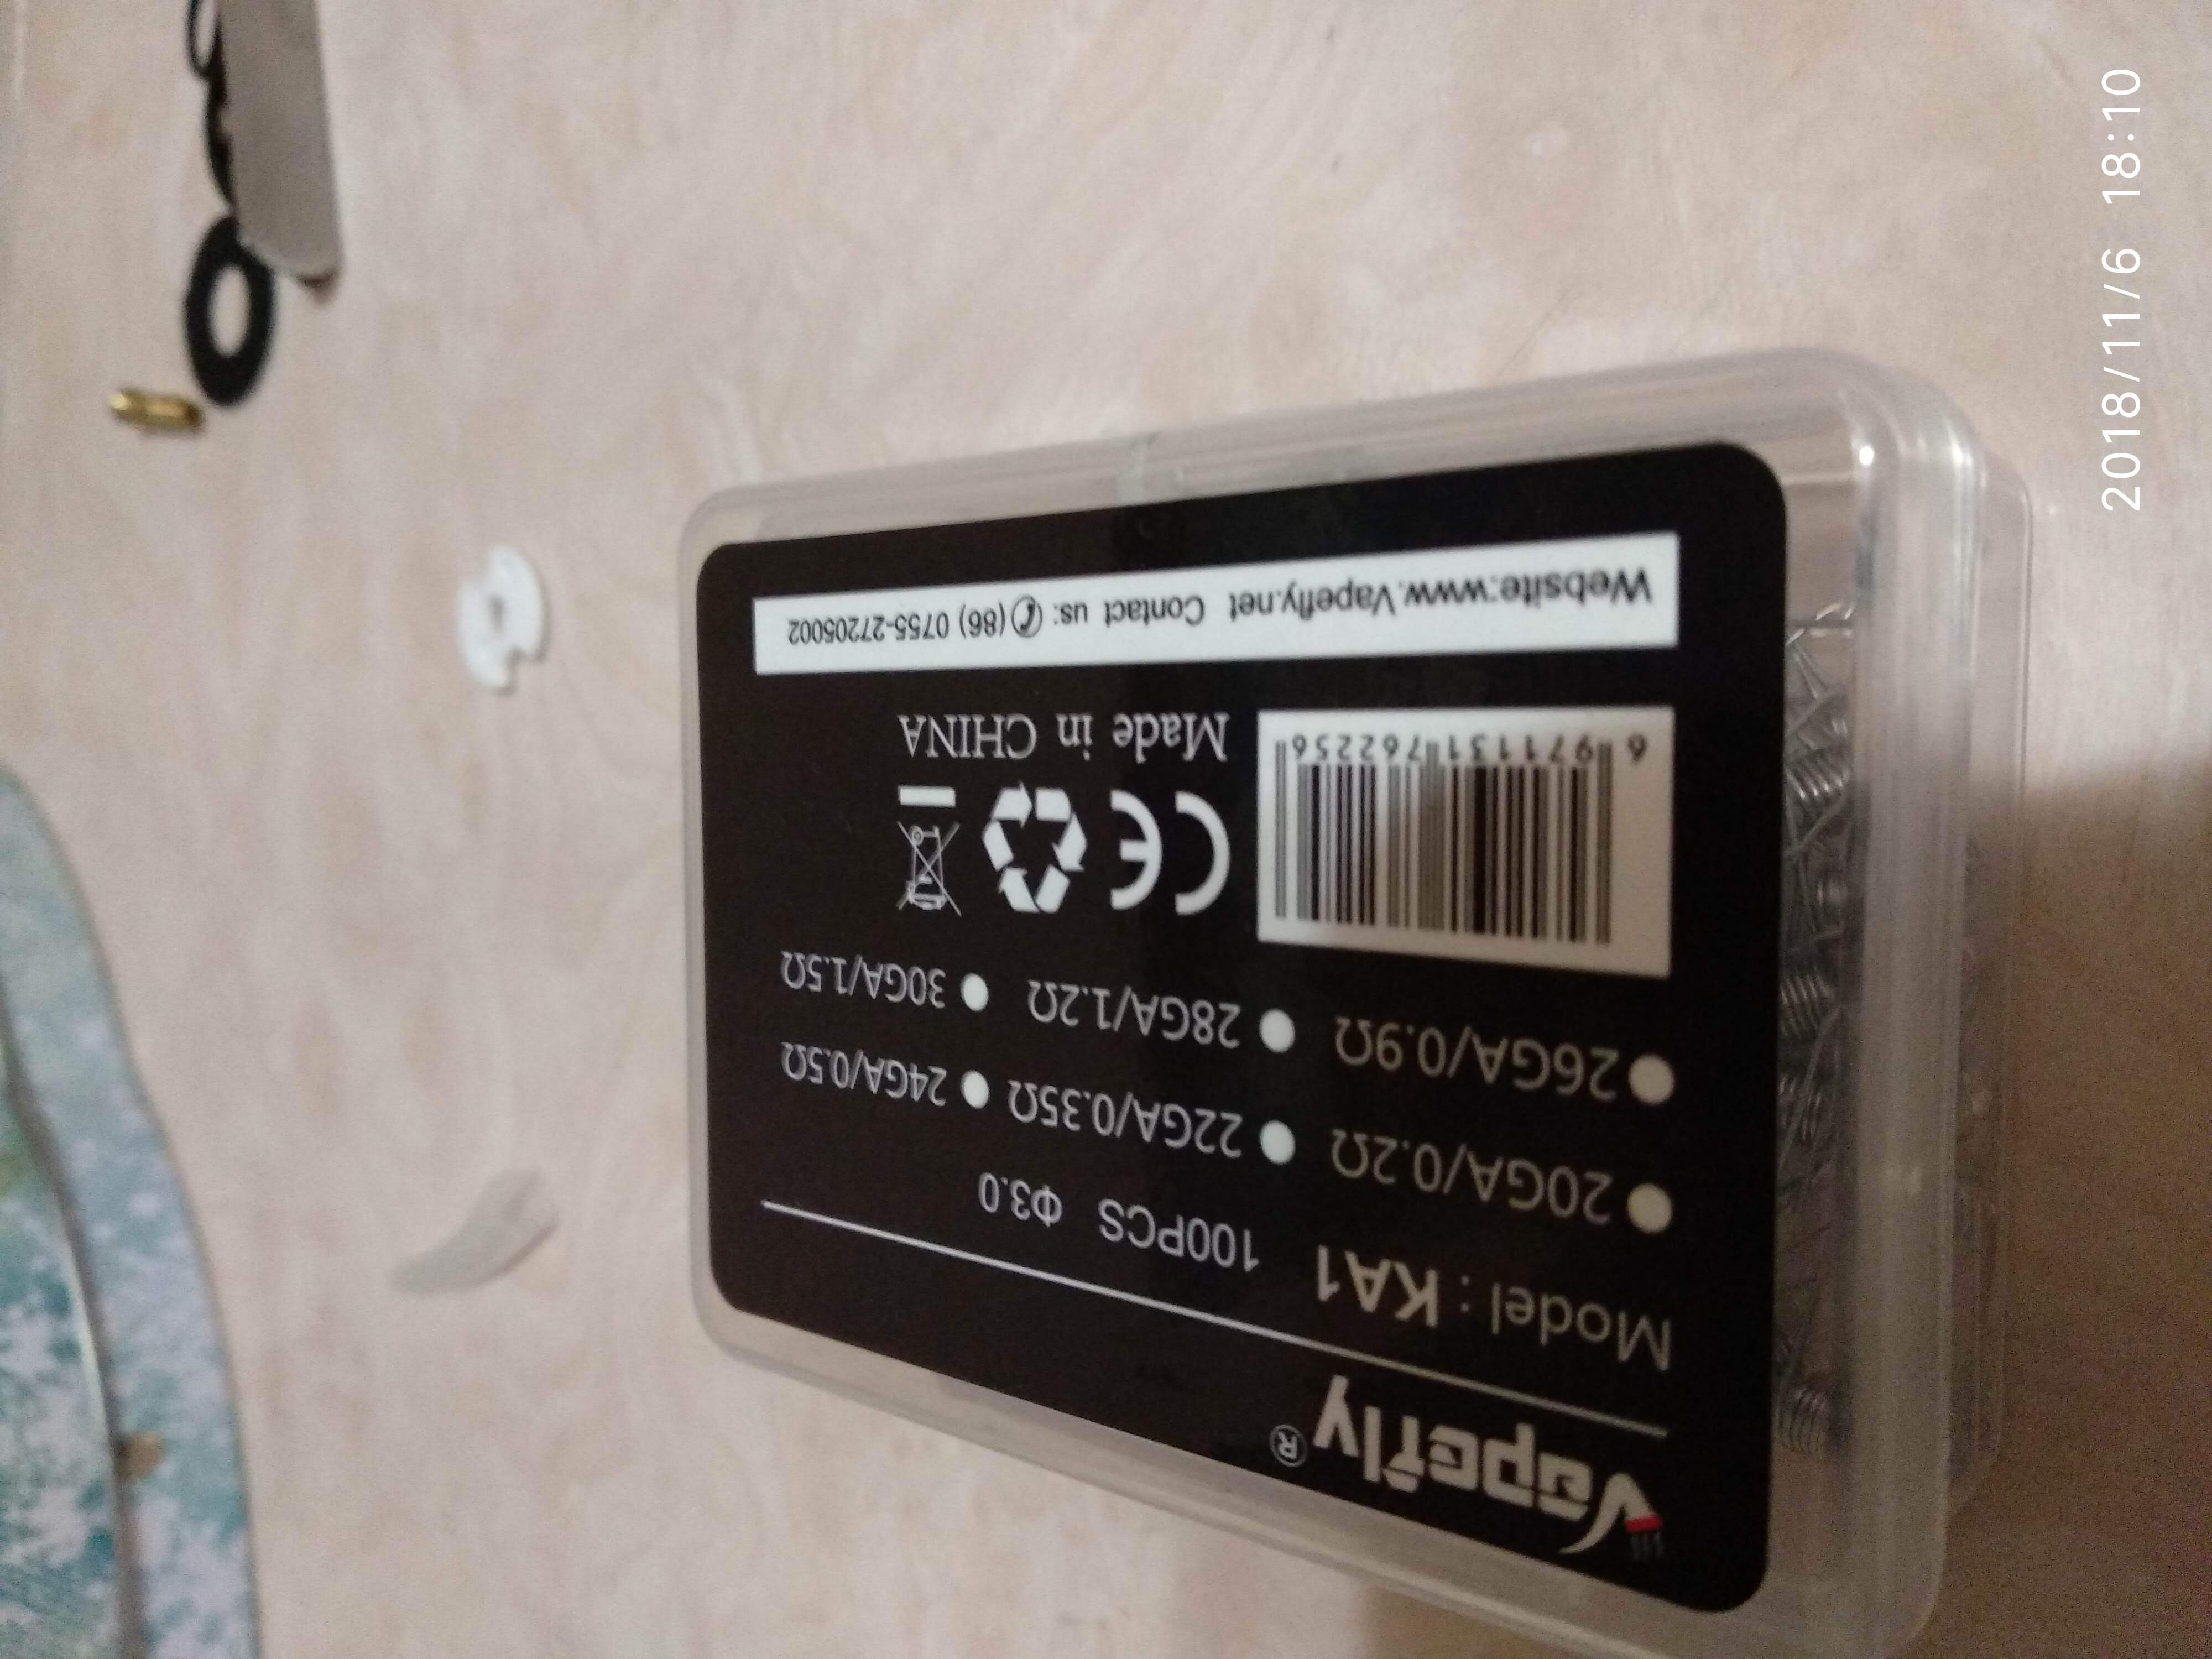 Vapefly®
Model : KA1 100PCS Φ3.0
20GA/0.2Ω 22GA/0.35Ω 24GA/0.5Ω
26GA/0.9Ω 28GA/1.2Ω 30GA/1.5Ω
6 971131 762256
CE
Made in CHINA
Website:www.Vapefly.net Contact us: (86) 0755-27205002
2018/11/6 18:10